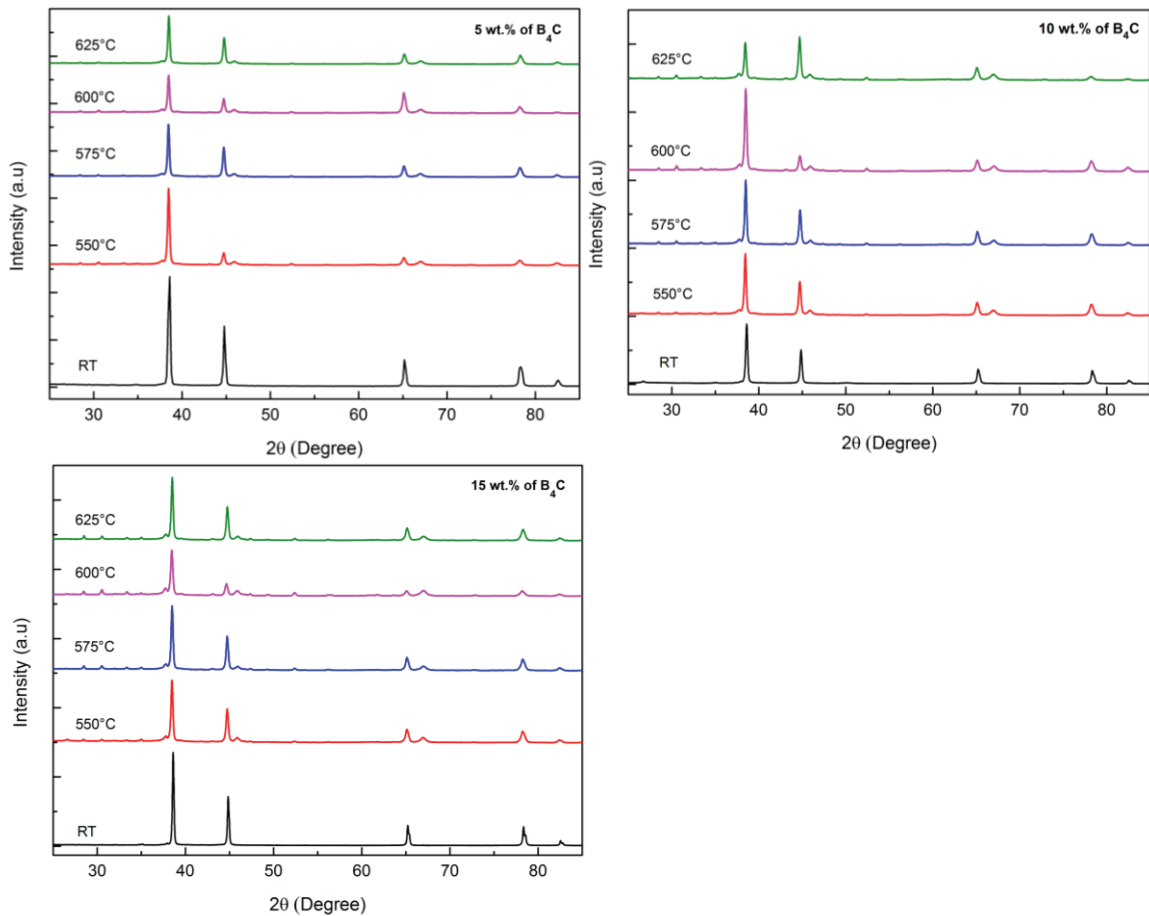 5 wt.% of B₄C
625°C
600°C
575°C
550°C
RT
Intensity (a.u)
30 40 50 60 70 80
2θ (Degree)
10 wt.% of B₄C
625°C
600°C
575°C
550°C
RT
Intensity (a.u)
30 40 50 60 70 80
2θ (Degree)
15 wt.% of B₄C
625°C
600°C
575°C
550°C
RT
Intensity (a.u)
30 40 50 60 70 80
2θ (Degree)